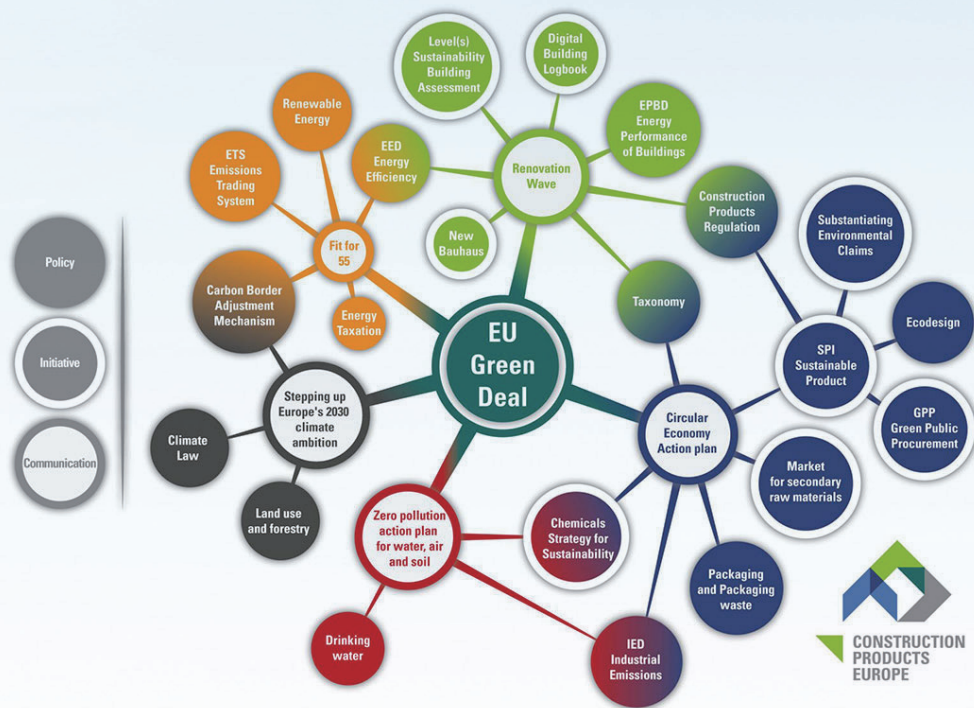 Policy
Initiative
Communication
Level(s)
Sustainability
Building
Assessment
Digital
Building
Logbook
Renewable
Energy
EPBD
Energy
Performance
of Buildings
ETS
Emissions
Trading
System
EED
Energy
Efficiency
Renovation
Wave
Construction
Products
Regulation
Substantiating
Environmental
Claims
New
Bauhaus
Fit for
55
Carbon Border
Adjustment
Mechanism
Energy
Taxation
Taxonomy
Ecodesign
EU
Green
Deal
SPI
Sustainable
Product
Stepping up
Europe's 2030
climate
ambition
Circular
Economy
Action plan
GPP
Green Public
Procurement
Climate
Law
Market
for secondary
raw materials
Land use
and forestry
Zero pollution
action plan
for water, air
and soil
Chemicals
Strategy for
Sustainability
Packaging
and Packaging
waste
Drinking
water
IED
Industrial
Emissions
CONSTRUCTION
PRODUCTS
EUROPE